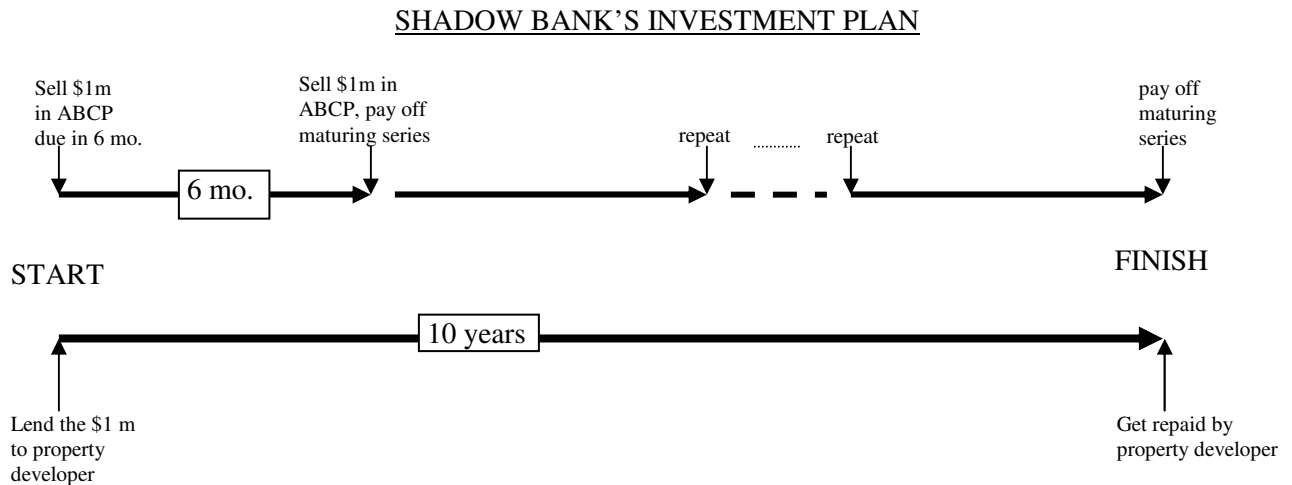 SHADOW BANK'S INVESTMENT PLAN
Sell $1m
in ABCP
due in 6 mo.
Sell $1m in
ABCP, pay off
maturing series
repeat
repeat
pay off
maturing
series
6 mo.
START
FINISH
10 years
Lend the $1 m
to property
developer
Get repaid by
property developer